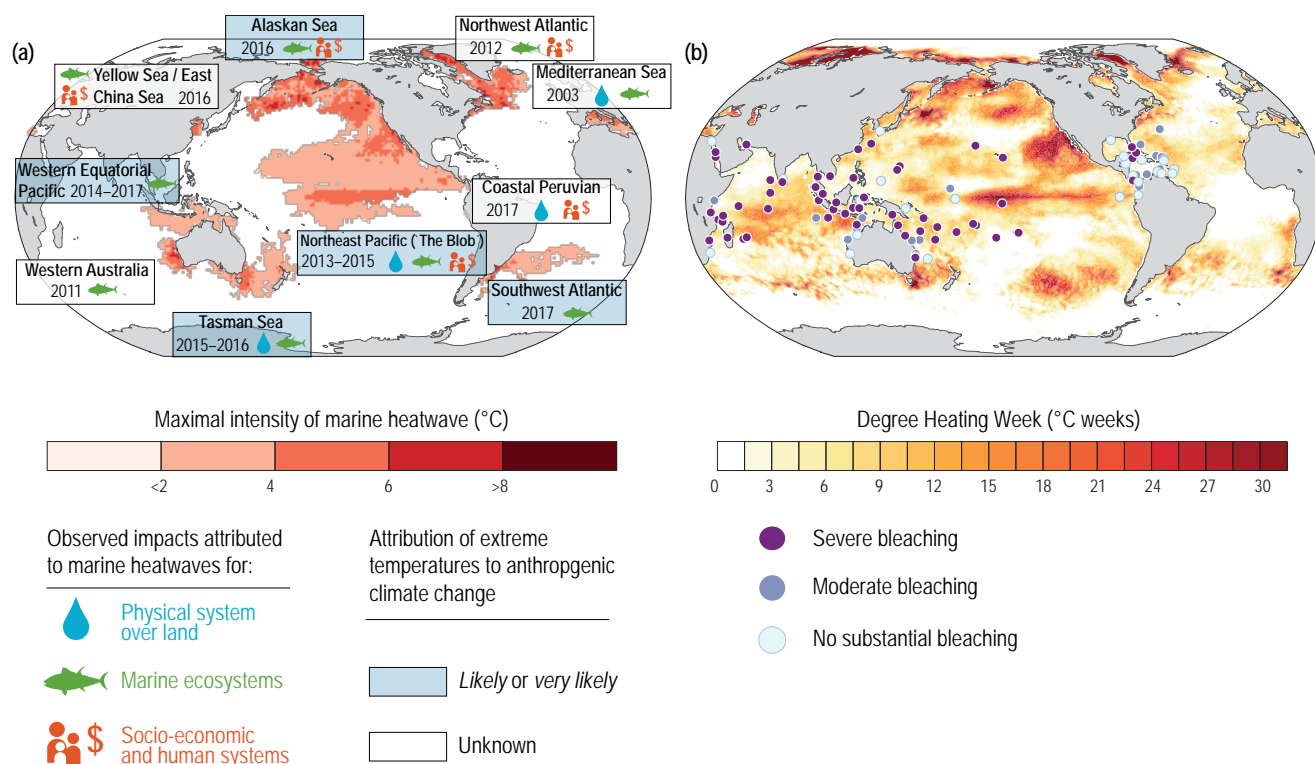 (a)
Alaskan Sea
2016 $
Northwest Atlantic
2012 $
Yellow Sea / East
$ China Sea 2016
Mediterranean Sea
2003
Western Equatorial
Pacific 2014–2017
Coastal Peruvian
2017 $
Northeast Pacific (‘The Blob’)
2013–2015 $
Western Australia
2011
Southwest Atlantic
2017
Tasman Sea
2015–2016
Maximal intensity of marine heatwave (°C)
<2 4 6 >8
Observed impacts attributed
to marine heatwaves for:
Physical system
over land
Marine ecosystems
$ Socio-economic
and human systems
Attribution of extreme
temperatures to anthropgenic
climate change
Likely or very likely
Unknown
(b)
Degree Heating Week (°C weeks)
0 3 6 9 12 15 18 21 24 27 30
Severe bleaching
Moderate bleaching
No substantial bleaching